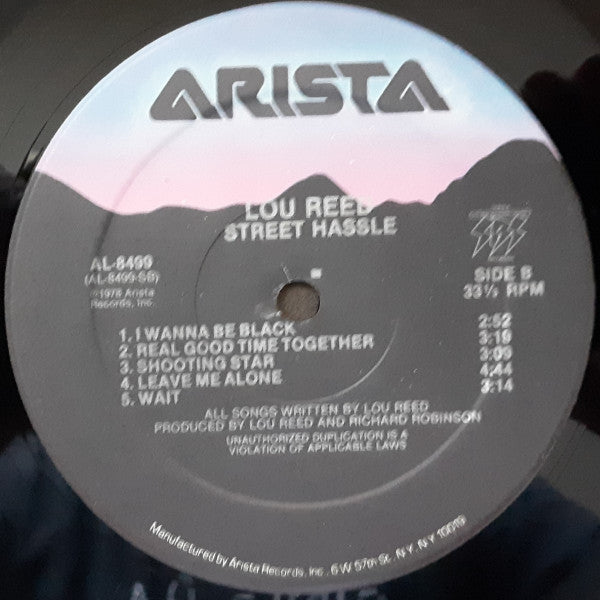 ARISTA
LOU REED
STREET HASSLE
AL-8499
(AL-8499-SB)
℗1978 Arista
Records, Inc.
SIDE B
33⅓ RPM
1. I WANNA BE BLACK 2:52
2. REAL GOOD TIME TOGETHER 3:19
3. SHOOTING STAR 3:09
4. LEAVE ME ALONE 4:44
5. WAIT 3:14
ALL SONGS WRITTEN BY LOU REED
PRODUCED BY LOU REED AND RICHARD ROBINSON
UNAUTHORIZED DUPLICATION IS A
VIOLATION OF APPLICABLE LAWS
Manufactured by Arista Records, Inc. 6 W 57th St., N.Y. N.Y. 10019